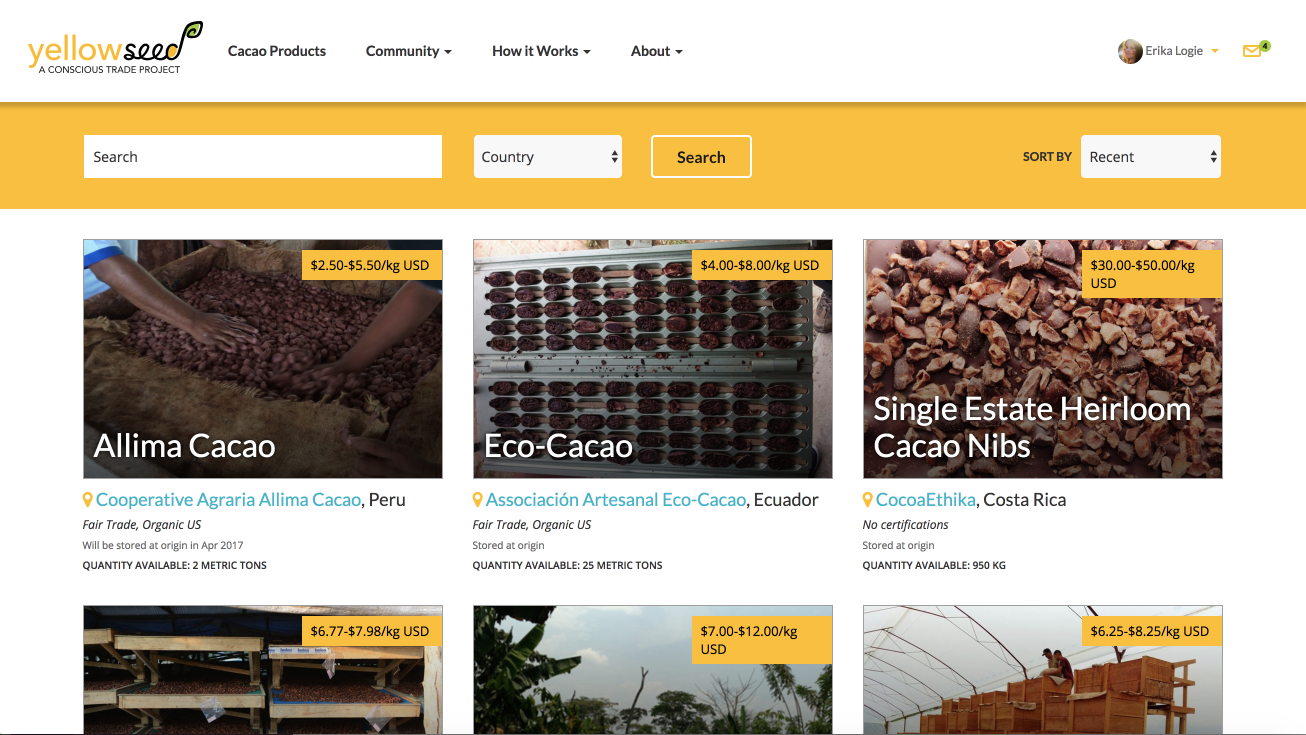 yellowseed
A CONSCIOUS TRADE PROJECT
Cacao Products
Community
How it Works
About
Erika Logie
4
Search
Country
Search
SORT BY
Recent
$2.50-$5.50/kg USD
Allima Cacao
$4.00-$8.00/kg USD
Eco-Cacao
$30.00-$50.00/kg
USD
Single Estate Heirloom
Cacao Nibs
Cooperative Agraria Allima Cacao, Peru
Fair Trade, Organic US
Will be stored at origin in Apr 2017
QUANTITY AVAILABLE: 2 METRIC TONS
Associación Artesanal Eco-Cacao, Ecuador
Fair Trade, Organic US
Stored at origin
QUANTITY AVAILABLE: 25 METRIC TONS
CocoaEthika, Costa Rica
No certifications
Stored at origin
QUANTITY AVAILABLE: 950 KG
$6.77-$7.98/kg USD
$7.00-$12.00/kg
USD
$6.25-$8.25/kg USD